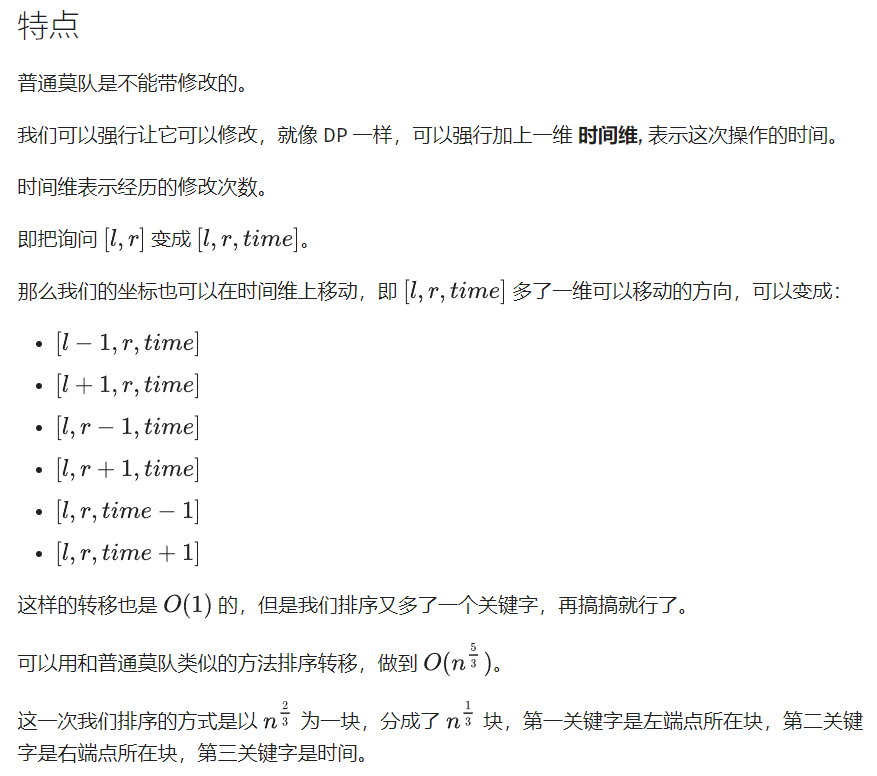 特点
普通莫队是不能带修改的。
我们可以强行让它可以修改，就像 DP 一样，可以强行加上一维 时间维, 表示这次操作的时间。
时间维表示经历的修改次数。
即把询问 [l, r] 变成 [l, r, time]。
那么我们的坐标也可以在时间维上移动，即 [l, r, time] 多了一维可以移动的方向，可以变成：
• [l − 1, r, time]
• [l + 1, r, time]
• [l, r − 1, time]
• [l, r + 1, time]
• [l, r, time − 1]
• [l, r, time + 1]
这样的转移也是 O(1) 的，但是我们排序又多了一个关键字，再搞搞就行了。
可以用和普通莫队类似的方法排序转移，做到 O(n^{5/3})。
这一次我们排序的方式是以 n^{2/3} 为一块，分成了 n^{1/3} 块，第一关键字是左端点所在块，第二关键
字是右端点所在块，第三关键字是时间。